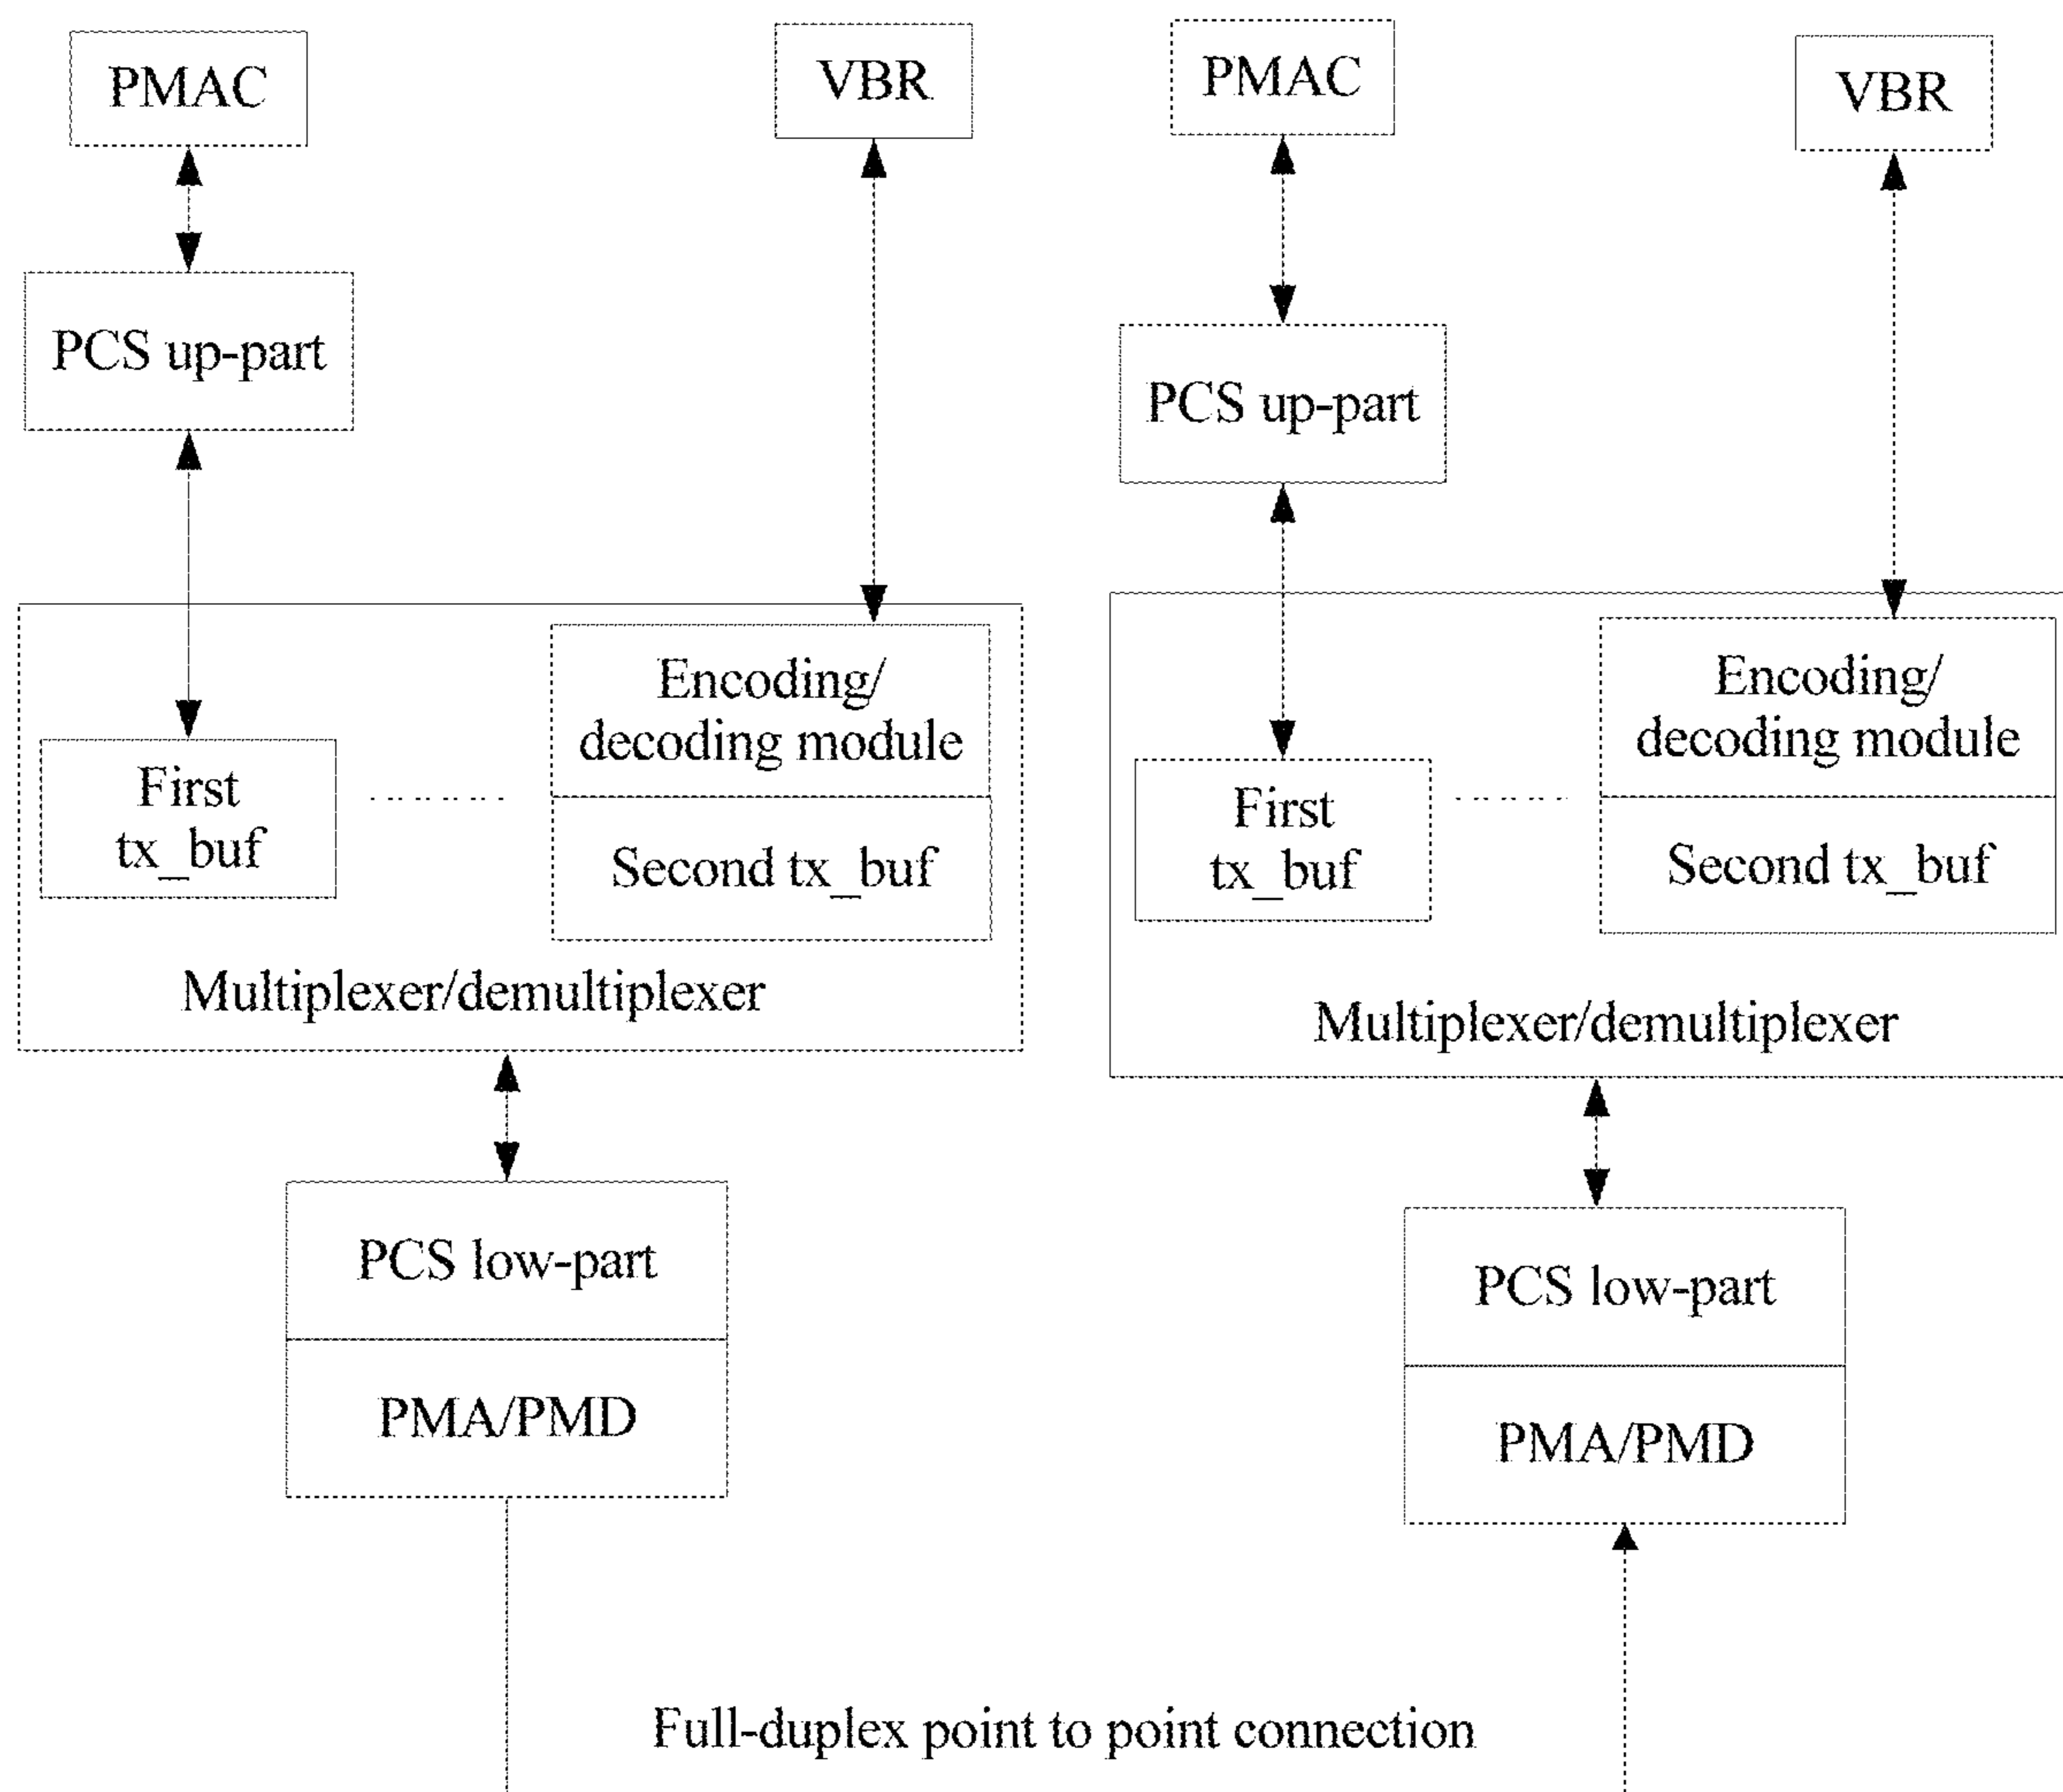 PMAC
VBR
PCS up-part
Encoding/
decoding module
First
tx_buf
Second tx_buf
Multiplexer/demultiplexer
PCS low-part
PMA/PMD
PMAC
VBR
PCS up-part
Encoding/
decoding module
First
tx_buf
Second tx_buf
Multiplexer/demultiplexer
PCS low-part
PMA/PMD
Full-duplex point to point connection